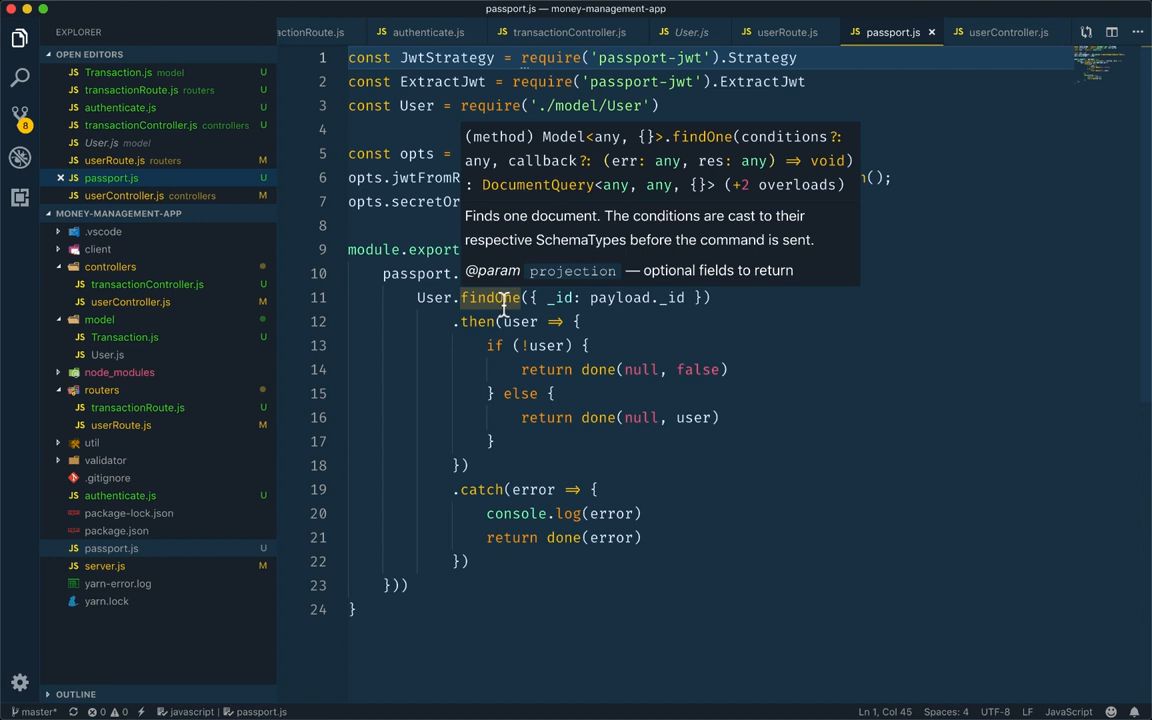 passport.js — money-management-app
EXPLORER
actionRoute.js
authenticate.js
transactionController.js
User.js
userRoute.js
passport.js
userController.js
OPEN EDITORS
Transaction.js model U
transactionRoute.js routers U
authenticate.js U
transactionController.js controllers U
User.js model
userRoute.js routers M
passport.js U
userController.js controllers M
8
MONEY-MANAGEMENT-APP
.vscode
client
controllers
transactionController.js U
userController.js M
model
Transaction.js U
User.js
node_modules
routers
transactionRoute.js U
userRoute.js M
util
validator
.gitignore
authenticate.js U
package-lock.json
package.json
passport.js U
server.js M
yarn-error.log
yarn.lock
OUTLINE
1 const JwtStrategy = require('passport-jwt').Strategy
2 const ExtractJwt = require('passport-jwt').ExtractJwt
3 const User = require('./model/User')
4
5 const opts =
6 opts.jwtFromR n();
7 opts.secretOr
8
9 module.export
10 passport.
(method) Model<any, {}>.findOne(conditions?:
any, callback?: (err: any, res: any) => void)
: DocumentQuery<any, any, {}> (+2 overloads)
Finds one document. The conditions are cast to their
respective SchemaTypes before the command is sent.
@param projection — optional fields to return
11 User.findOne({ _id: payload._id })
12 .then(user => {
13 if (!user) {
14 return done(null, false)
15 } else {
16 return done(null, user)
17 }
18 })
19 .catch(error => {
20 console.log(error)
21 return done(error)
22 })
23 }))
24 }
master* 0 0 javascript | passport.js Ln 1, Col 45 Spaces: 4 UTF-8 LF JavaScript